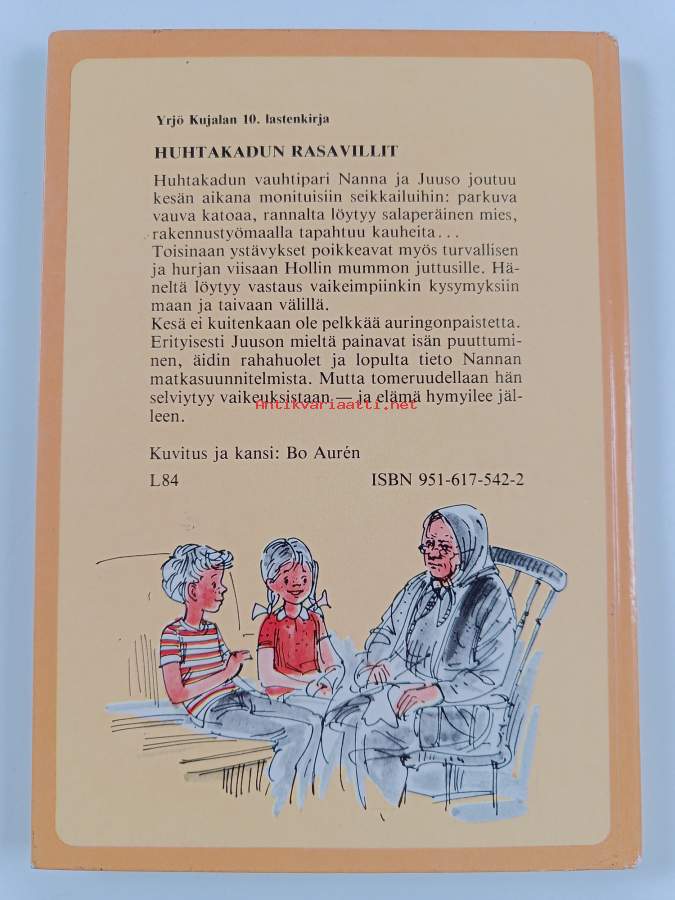 Yrjö Kujalan 10. lastenkirja
HUHTAKADUN RASAVILLIT
Huhtakadun vauhtipari Nanna ja Juuso joutuu
kesän aikana monituisiin seikkailuihin: parkuva
vauva katoaa, rannalta löytyy salaperäinen mies,
rakennustyömaalla tapahtuu kauheita...
Toisinaan ystävykset poikkeavat myös turvallisen
ja hurjan viisaan Hollin mummon juttusille. Hä-
neltä löytyy vastaus vaikeimpiinkin kysymyksiin
maan ja taivaan välillä.
Kesä ei kuitenkaan ole pelkkää auringonpaistetta.
Erityisesti Juuson mieltä painavat isän puuttumi-
nen, äidin rahahuolet ja lopulta tieto Nannan
matkasuunnitelmista. Mutta tomeruudellaan hän
selviytyy vaikeuksistaan — ja elämä hymyilee jäl-
leen.
Antikvariaatti.net
Kuvitus ja kansi: Bo Aurén
L84 ISBN 951-617-542-2